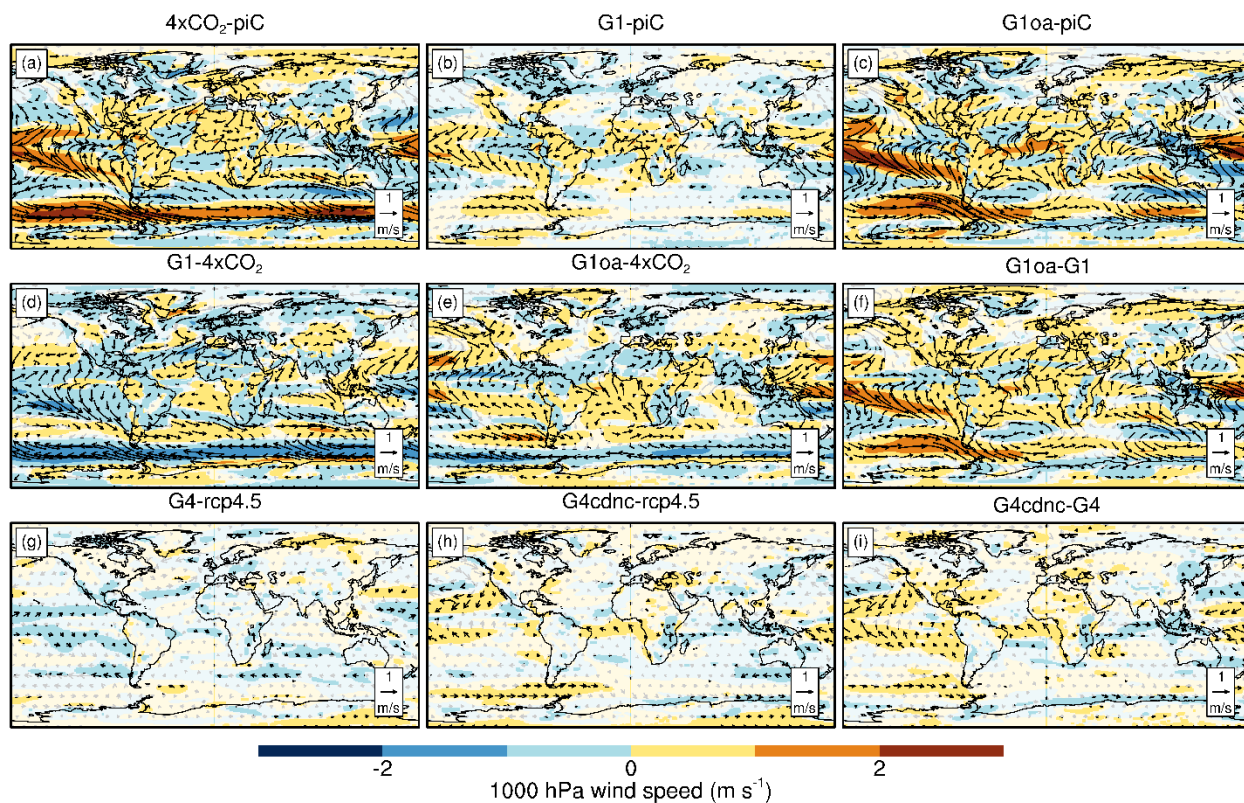 4xCO₂-piC
G1-piC
G1oa-piC
(a)
(b)
(c)
1
m/s
1
m/s
1
m/s
G1-4xCO₂
G1oa-4xCO₂
G1oa-G1
(d)
(e)
(f)
1
m/s
1
m/s
1
m/s
G4-rcp4.5
G4cdnc-rcp4.5
G4cdnc-G4
(g)
(h)
(i)
1
m/s
1
m/s
1
m/s
-2
0
2
1000 hPa wind speed (m s⁻¹)